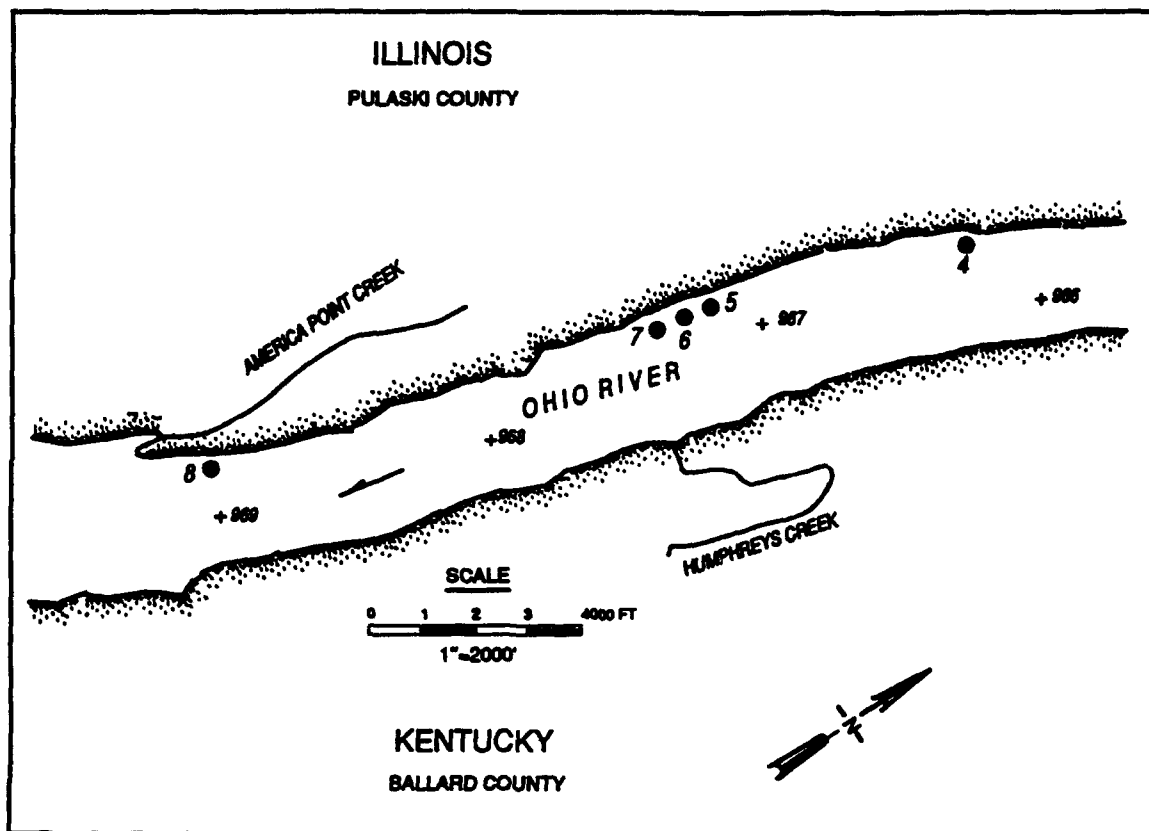 ILLINOIS
PULASKI COUNTY
4
AMERICA POINT CREEK
5
6
7
+ 967
+ 966
OHIO RIVER
+ 968
8
+ 969
HUMPHREYS CREEK
SCALE
0 1 2 3 4000 FT
1"=2000'
N
KENTUCKY
BALLARD COUNTY